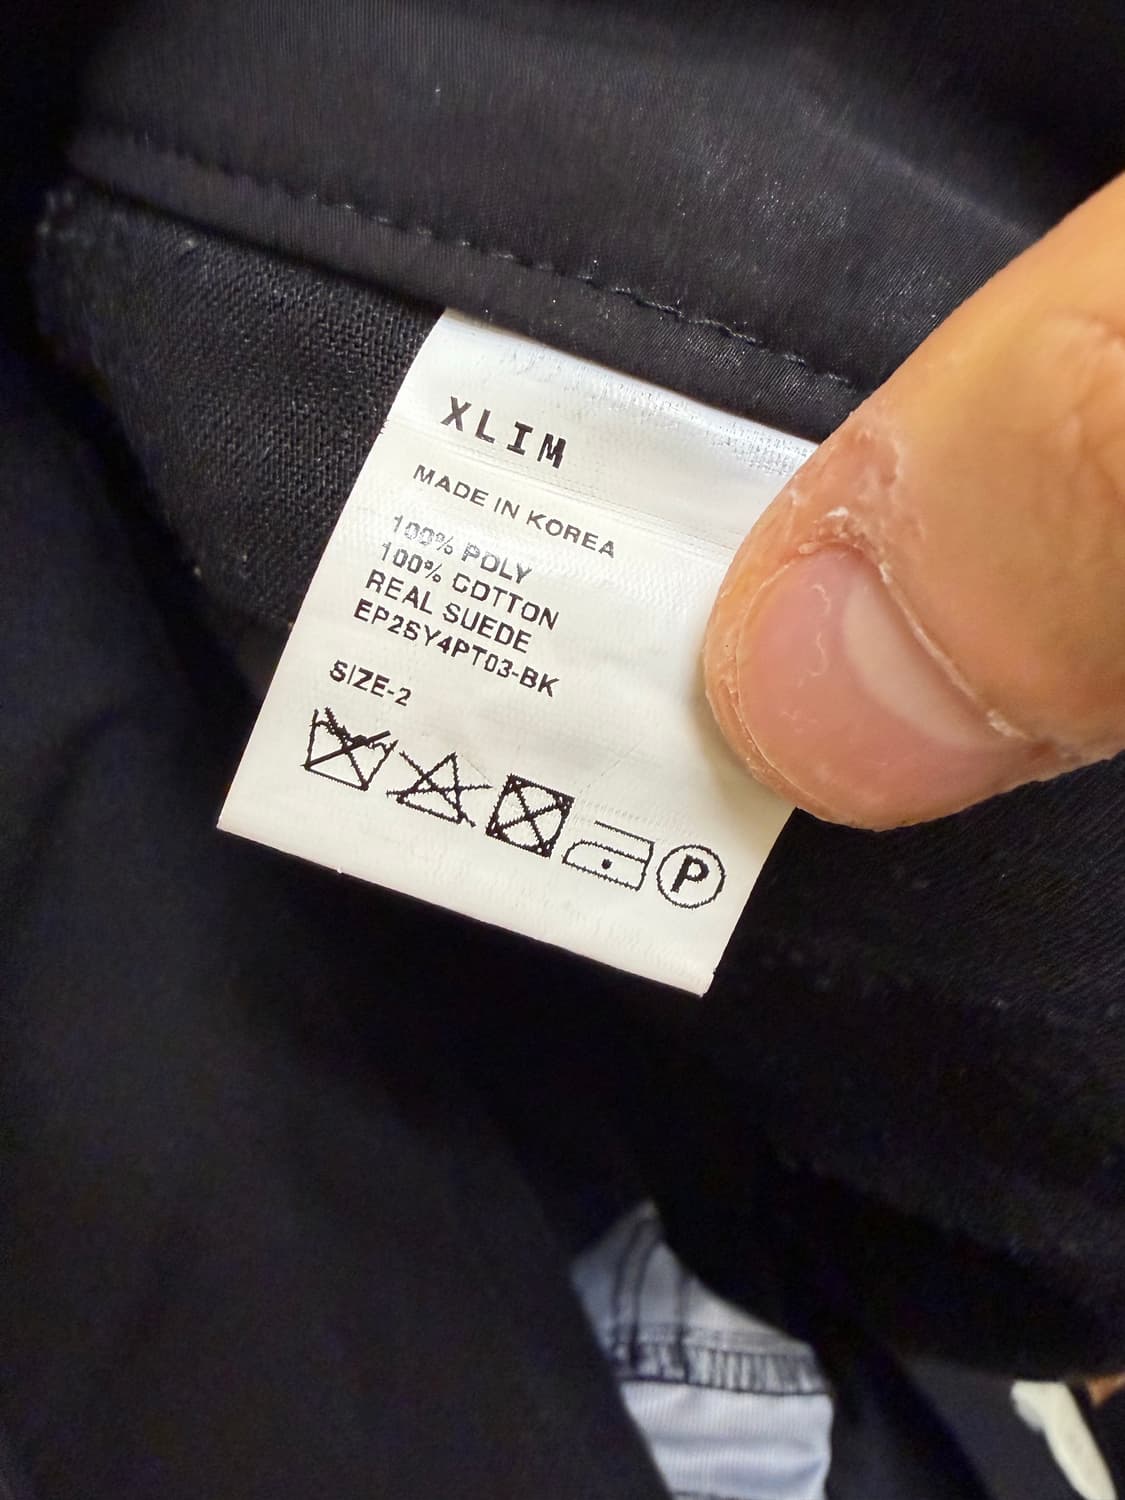 XLIM
MADE IN KOREA
100% POLY
100% COTTON
REAL SUEDE
EP2SY4PT03-BK
SIZE-2
P